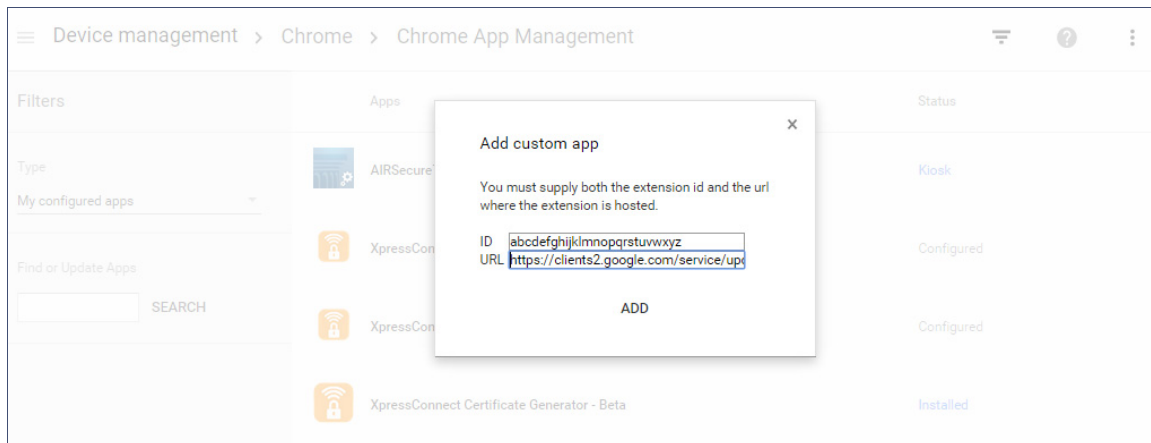 Device management > Chrome > Chrome App Management
Filters
Apps
Status
Add custom app
Type
AIRSecure
Kiosk
My configured apps
You must supply both the extension id and the url
where the extension is hosted.
ID abcdefghijklmnopqrstuvwxyz
XpressCon
Configured
URL https://clients2.google.com/service/upd
Find or Update Apps
SEARCH
ADD
XpressCon
Configured
XpressConnect Certificate Generator - Beta
Installed